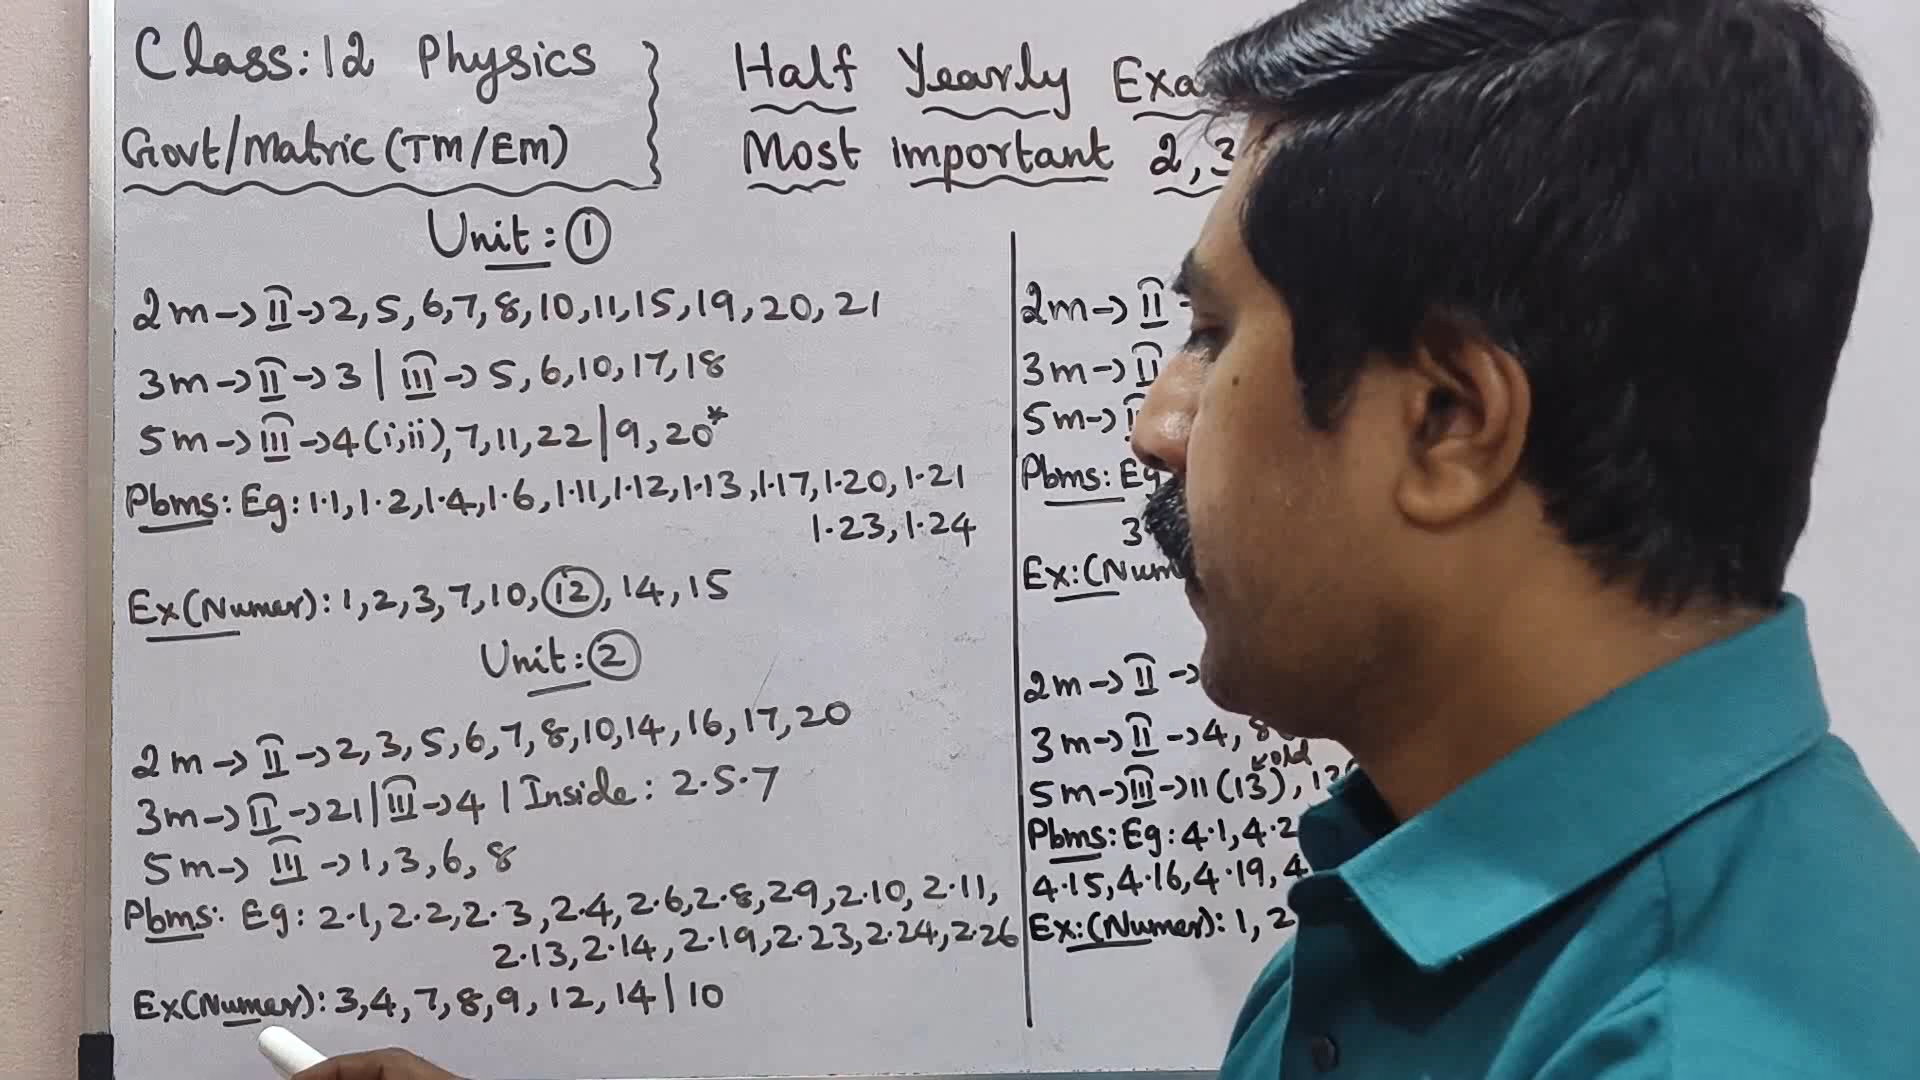 Class:12 Physics
Govt/Matric (TM/EM)
Half Yearly
Most important 2,3
Unit: 1
2m→II→2,5,6,7,8,10,11,15,19,20,21
3m→II→3|III→5,6,10,17,18
5m→III→4(i,ii),7,11,22|9,20*
Pbms: Eg:1.1,1.2,1.4,1.6,1.11,1.12,1.13,1.17,1.20,1.21
1.23,1.24
Ex(Numer):1,2,3,7,10,12,14,15
Unit: 2
2m→II→2,3,5,6,7,8,10,14,16,17,20
3m→II→21|III→4|Inside: 2.5.7
5m→III→1,3,6,8
Pbms: Eg: 2.1,2.2,2.3,2.4,2.6,2.8,2.9,2.10,2.11,
2.13,2.14,2.19,2.23,2.24,2.26
Ex(Numer):3,4,7,8,9,12,14|10
2m→II
3m→II
5m→
Pbms: Eg
2m→II→
3m→II→4,
old
5m→III→11(13),
Pbms: Eg:4.1,4.2
4.15,4.16,4.19,
Ex:(Numer):1,2